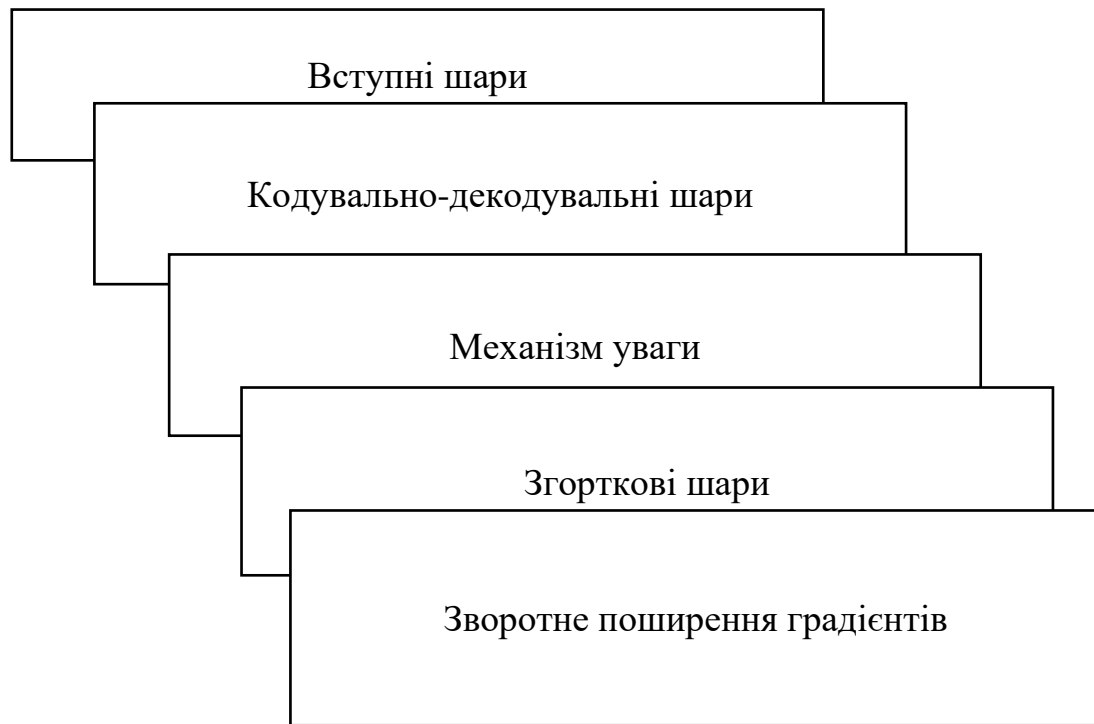 Вступні шари
Кодувально-декодувальні шари
Механізм уваги
Згорткові шари
Зворотне поширення градієнтів